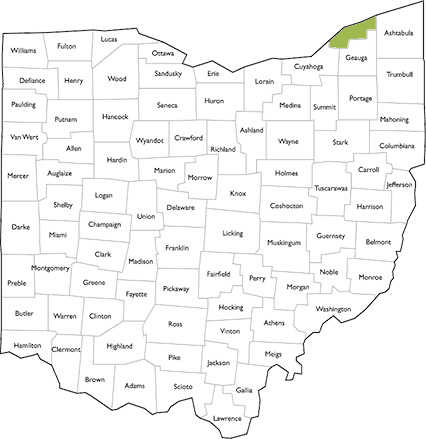 Lucas
Fulton
Williams
Ottawa
Ashtabula
Geauga
Cuyahoga
Trumbull
Defiance
Henry
Wood
Sandusky
Erie
Lorain
Portage
Summit
Medina
Huron
Seneca
Paulding
Putnam
Hancock
Mahoning
Van Wert
Allen
Wyandot
Crawford
Richland
Ashland
Wayne
Stark
Columbiana
Hardin
Mercer
Auglaize
Marion
Morrow
Holmes
Tuscarawas
Carroll
Jefferson
Knox
Logan
Shelby
Union
Delaware
Coshocton
Harrison
Darke
Miami
Champaign
Licking
Muskingum
Guernsey
Belmont
Clark
Madison
Franklin
Montgomery
Fairfield
Perry
Noble
Monroe
Preble
Greene
Fayette
Pickaway
Morgan
Washington
Hocking
Butler
Warren
Clinton
Ross
Vinton
Athens
Hamilton
Clermont
Highland
Pike
Jackson
Meigs
Brown
Adams
Scioto
Gallia
Lawrence